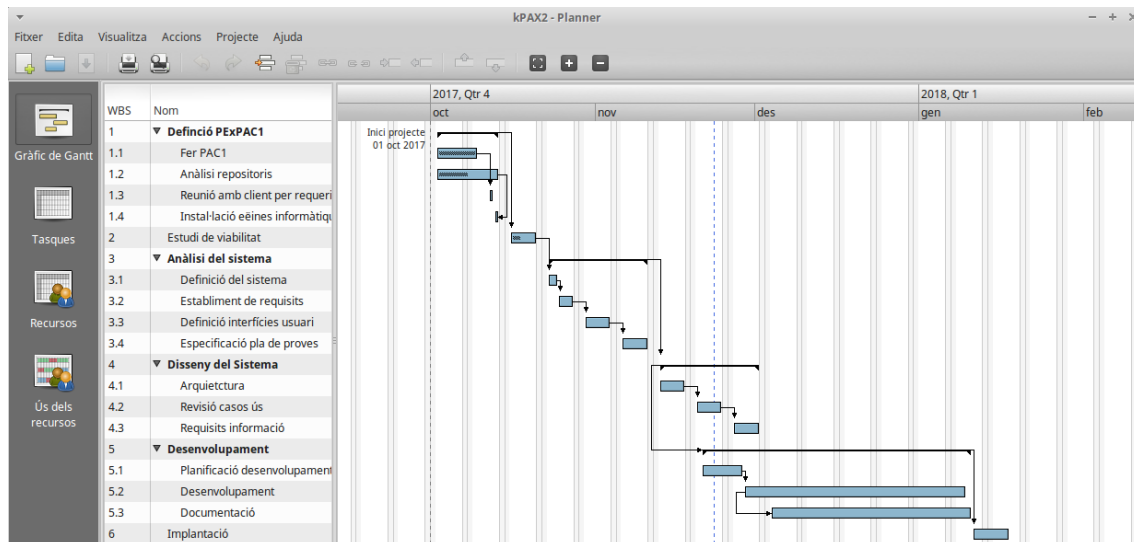 kPAX2 - Planner
Fitxer Edita Visualitza Accions Projecte Ajuda
2017, Qtr 4 2018, Qtr 1
WBS Nom oct nov des gen feb
Inici projecte
01 oct 2017
Gràfic de Gantt
Tasques
Recursos
Ús dels
recursos
1 Definció PExPAC1
1.1 Fer PAC1
1.2 Anàlisi repositoris
1.3 Reunió amb client per requeri
1.4 Instal·lació eëines informàtiqu
2 Estudi de viabilitat
3 Anàlisi del sistema
3.1 Definició del sistema
3.2 Establiment de requisits
3.3 Definició interfícies usuari
3.4 Especificació pla de proves
4 Disseny del Sistema
4.1 Arquietctura
4.2 Revisió casos ús
4.3 Requisits informació
5 Desenvolupament
5.1 Planificació desenvolupament
5.2 Desenvolupament
5.3 Documentació
6 Implantació